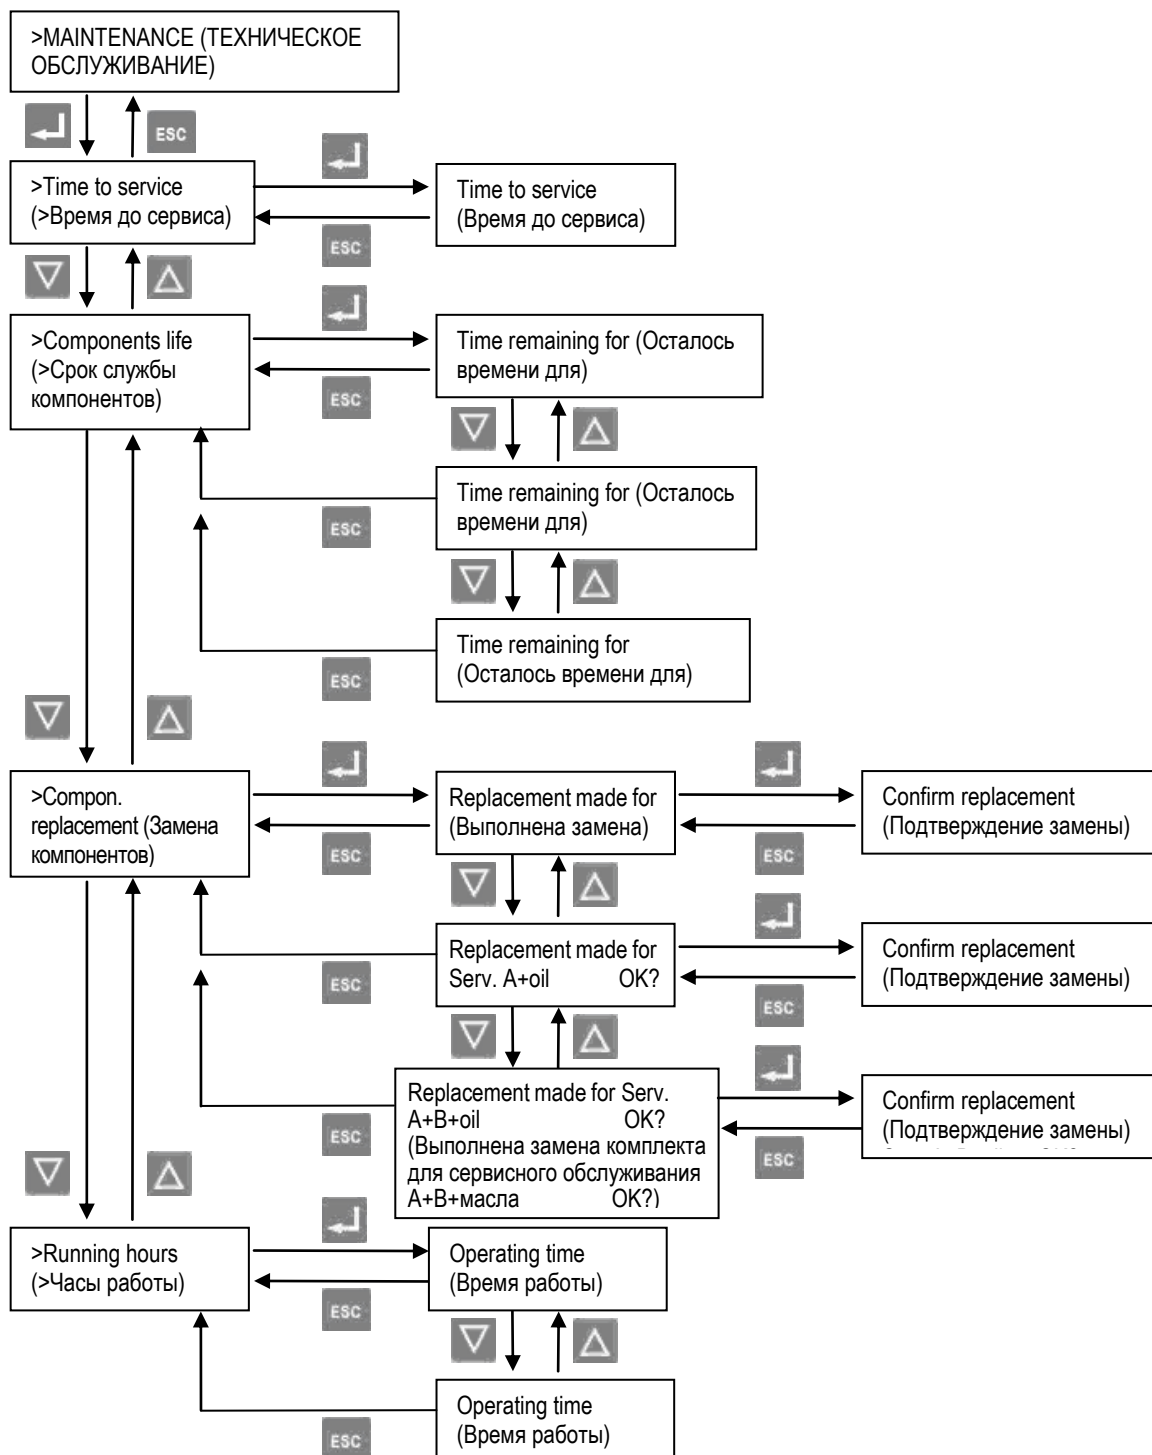 >MAINTENANCE (ТЕХНИЧЕСКОЕ
ОБСЛУЖИВАНИЕ)
ESC
>Time to service
(>Время до сервиса)
Time to service
(Время до сервиса)
ESC
>Components life
(>Срок службы
компонентов)
Time remaining for (Осталось
времени для)
ESC
Time remaining for (Осталось
времени для)
ESC
Time remaining for
(Осталось времени для)
ESC
>Compon.
replacement (Замена
компонентов)
Replacement made for
(Выполнена замена)
Confirm replacement
(Подтверждение замены)
ESC
ESC
Replacement made for
Serv. A+oil OK?
Confirm replacement
(Подтверждение замены)
ESC
ESC
Replacement made for Serv.
A+B+oil OK?
(Выполнена замена комплекта
для сервисного обслуживания
А+В+масла OK?)
Confirm replacement
(Подтверждение замены)
ESC
ESC
>Running hours
(>Часы работы)
Operating time
(Время работы)
ESC
Operating time
(Время работы)
ESC